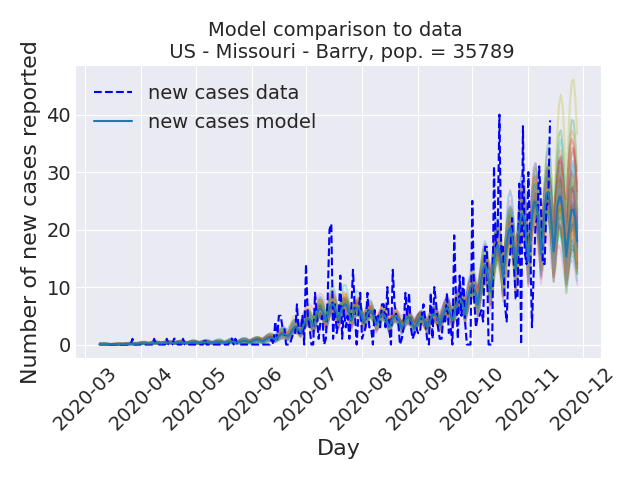 Model comparison to data
US - Missouri - Barry, pop. = 35789
new cases data
new cases model
Number of new cases reported
40
30
20
10
0
2020-03
2020-04
2020-05
2020-06
2020-07
2020-08
2020-09
2020-10
2020-11
2020-12
Day